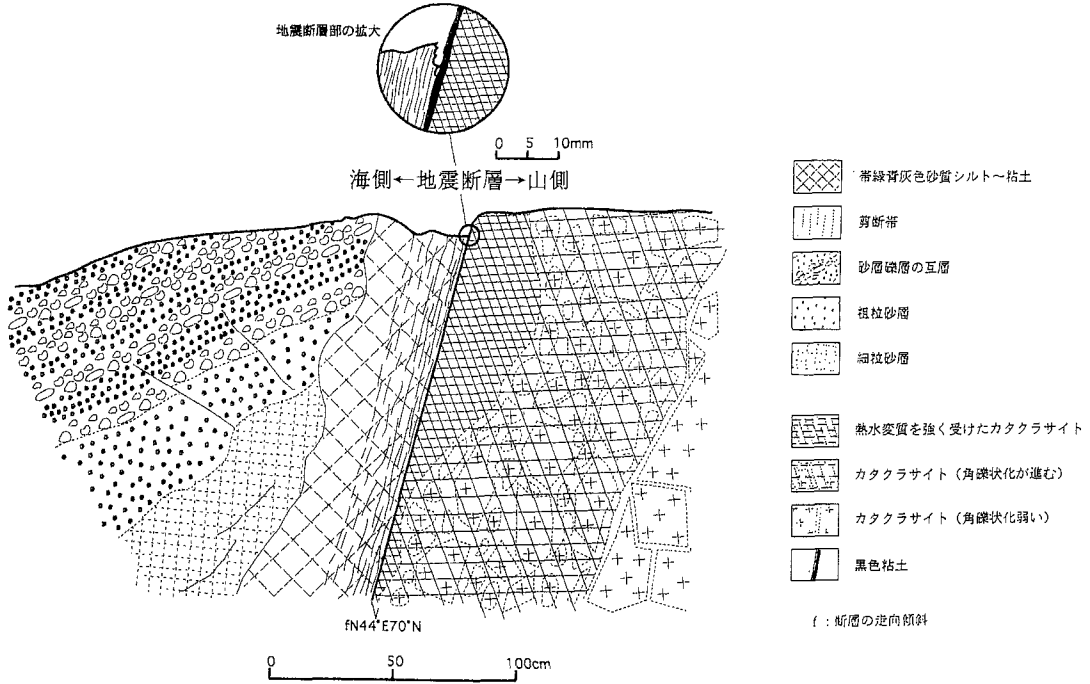 地震断層部の拡大
0 5 10mm
海側←地震断層→山側
帯緑青灰色砂質シルト～粘土
剪断帯
砂層礫層の互層
粗粒砂層
細粒砂層
熱水変質を強く受けたカタクラサイト
カタクラサイト（角礫状化が進む）
カタクラサイト（角礫状化弱い）
黒色粘土
f：断層の走向傾斜
fN44°E70°N
0 50 100cm